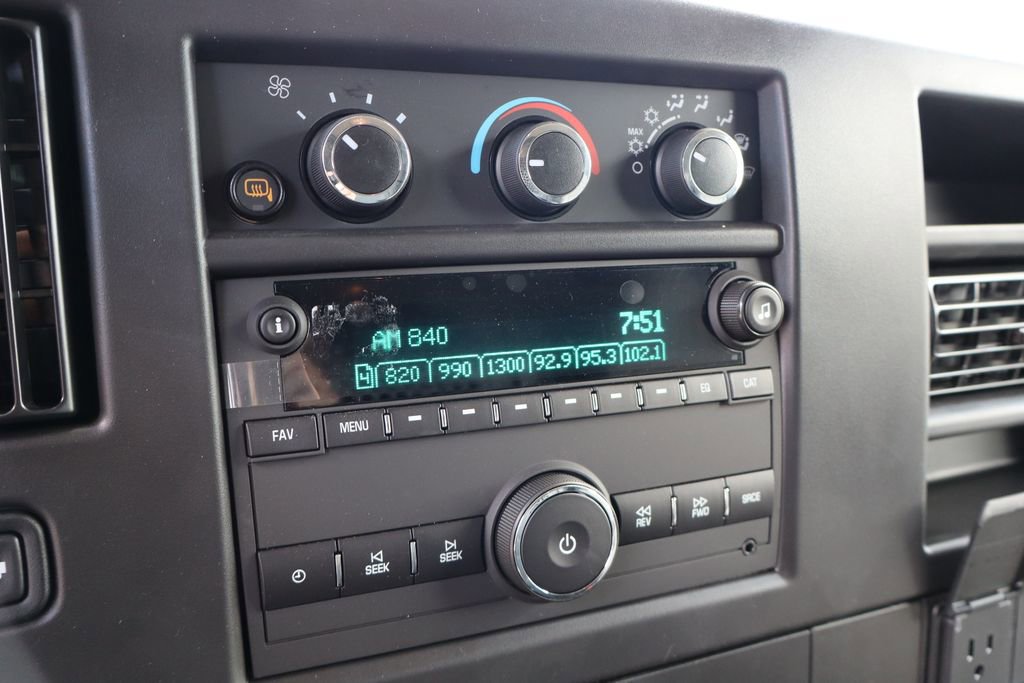 MAX
i
AM 840 7:51
4 820 990 1300 92.9 95.3 102.1
FAV MENU EQ CAT
SEEK SEEK REV FWD SRCE